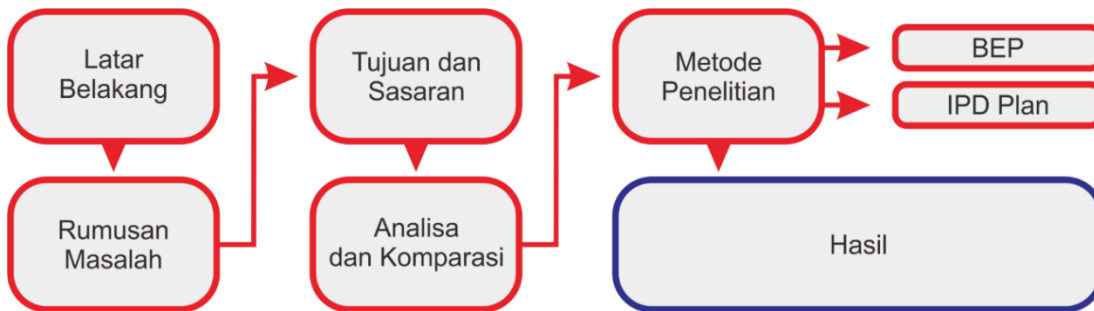 Latar
Belakang
Rumusan
Masalah
Tujuan dan
Sasaran
Analisa
dan Komparasi
Metode
Penelitian
BEP
IPD Plan
Hasil